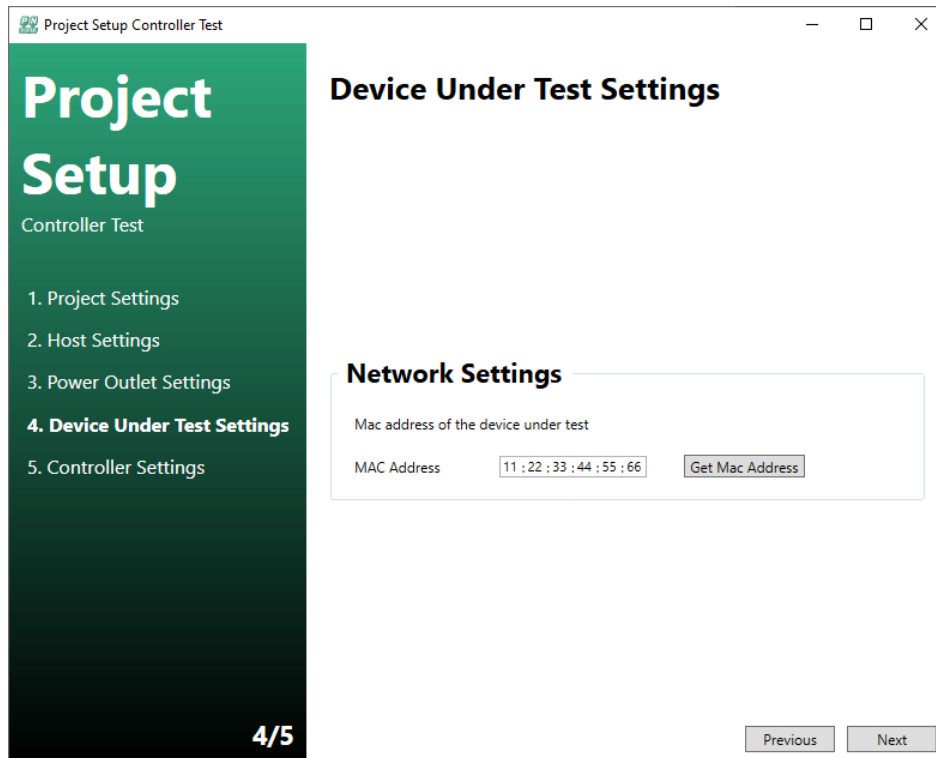 Project Setup Controller Test
Project
Setup
Controller Test
1. Project Settings
2. Host Settings
3. Power Outlet Settings
4. Device Under Test Settings
5. Controller Settings
4/5
Device Under Test Settings
Network Settings
Mac address of the device under test
MAC Address 11 : 22 : 33 : 44 : 55 : 66 Get Mac Address
Previous Next